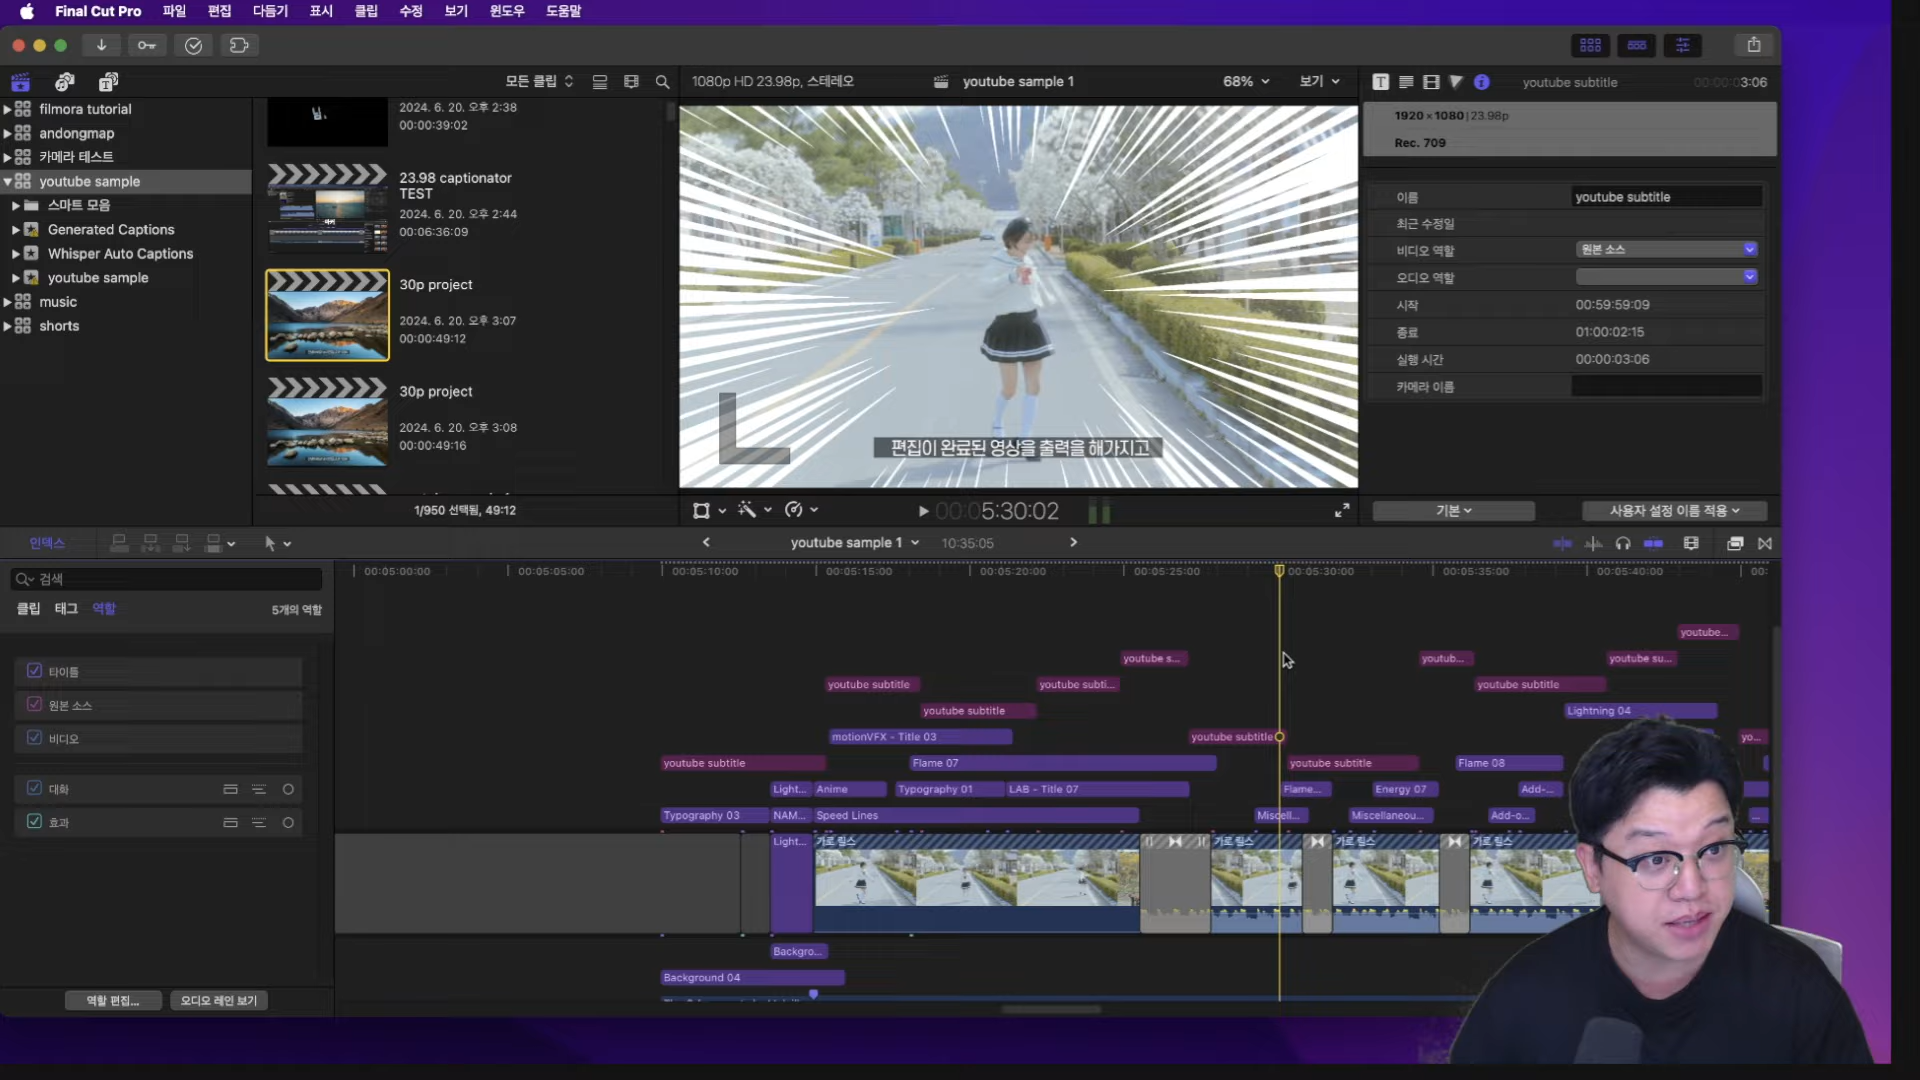 Final Cut Pro 파일 편집 다듬기 표시 클립 수정 보기 윈도우 도움말
모든 클립
1080p HD 23.98p, 스테레오
youtube sample 1
68%
보기
youtube subtitle
00:00:03:06
filmora tutorial
andongmap
카메라 테스트
youtube sample
스마트 모음
Generated Captions
Whisper Auto Captions
youtube sample
music
shorts
2024. 6. 20. 오후 2:38
00:00:39:02
23.98 captionator
TEST
2024. 6. 20. 오후 2:44
00:06:36:09
30p project
2024. 6. 20. 오후 3:07
00:00:49:12
30p project
2024. 6. 20. 오후 3:08
00:00:49:16
1/950 선택됨, 49:12
편집이 완료된 영상을 출력을 해가지고
00:05:30:02
1920 × 1080 | 23.98p
Rec. 709
이름 youtube subtitle
최근 수정일
비디오 역할 원본 소스
오디오 역할
시작 00:59:59:09
종료 01:00:02:15
실행 시간 00:00:03:06
카메라 이름
기본
사용자 설정 이름 적용
인덱스
youtube sample 1
10:35:05
검색
클립 태그 역할 5개의 역할
타이틀
원본 소스
비디오
대화
효과
역할 편집...
오디오 레인 보기
00:05:00:00 00:05:05:00 00:05:10:00 00:05:15:00 00:05:20:00 00:05:25:00 00:05:30:00 00:05:35:00 00:05:40:00 00:
youtube...
youtube s... youtub... youtube su...
youtube subtitle youtube subti... youtube subtitle
youtube subtitle Lightning 04
motionVFX - Title 03 youtube subtitle yo...
youtube subtitle Flame 07 youtube subtitle Flame 08
Light... Anime Typography 01 LAB - Title 07 Flame... Energy 07 Add-...
Typography 03 NAM... Speed Lines Miscell... Miscellaneou... Add-o... ...
Light... 가로 릴스 가로 릴스 가로 릴스 가로 릴스
Backgro...
Background 04